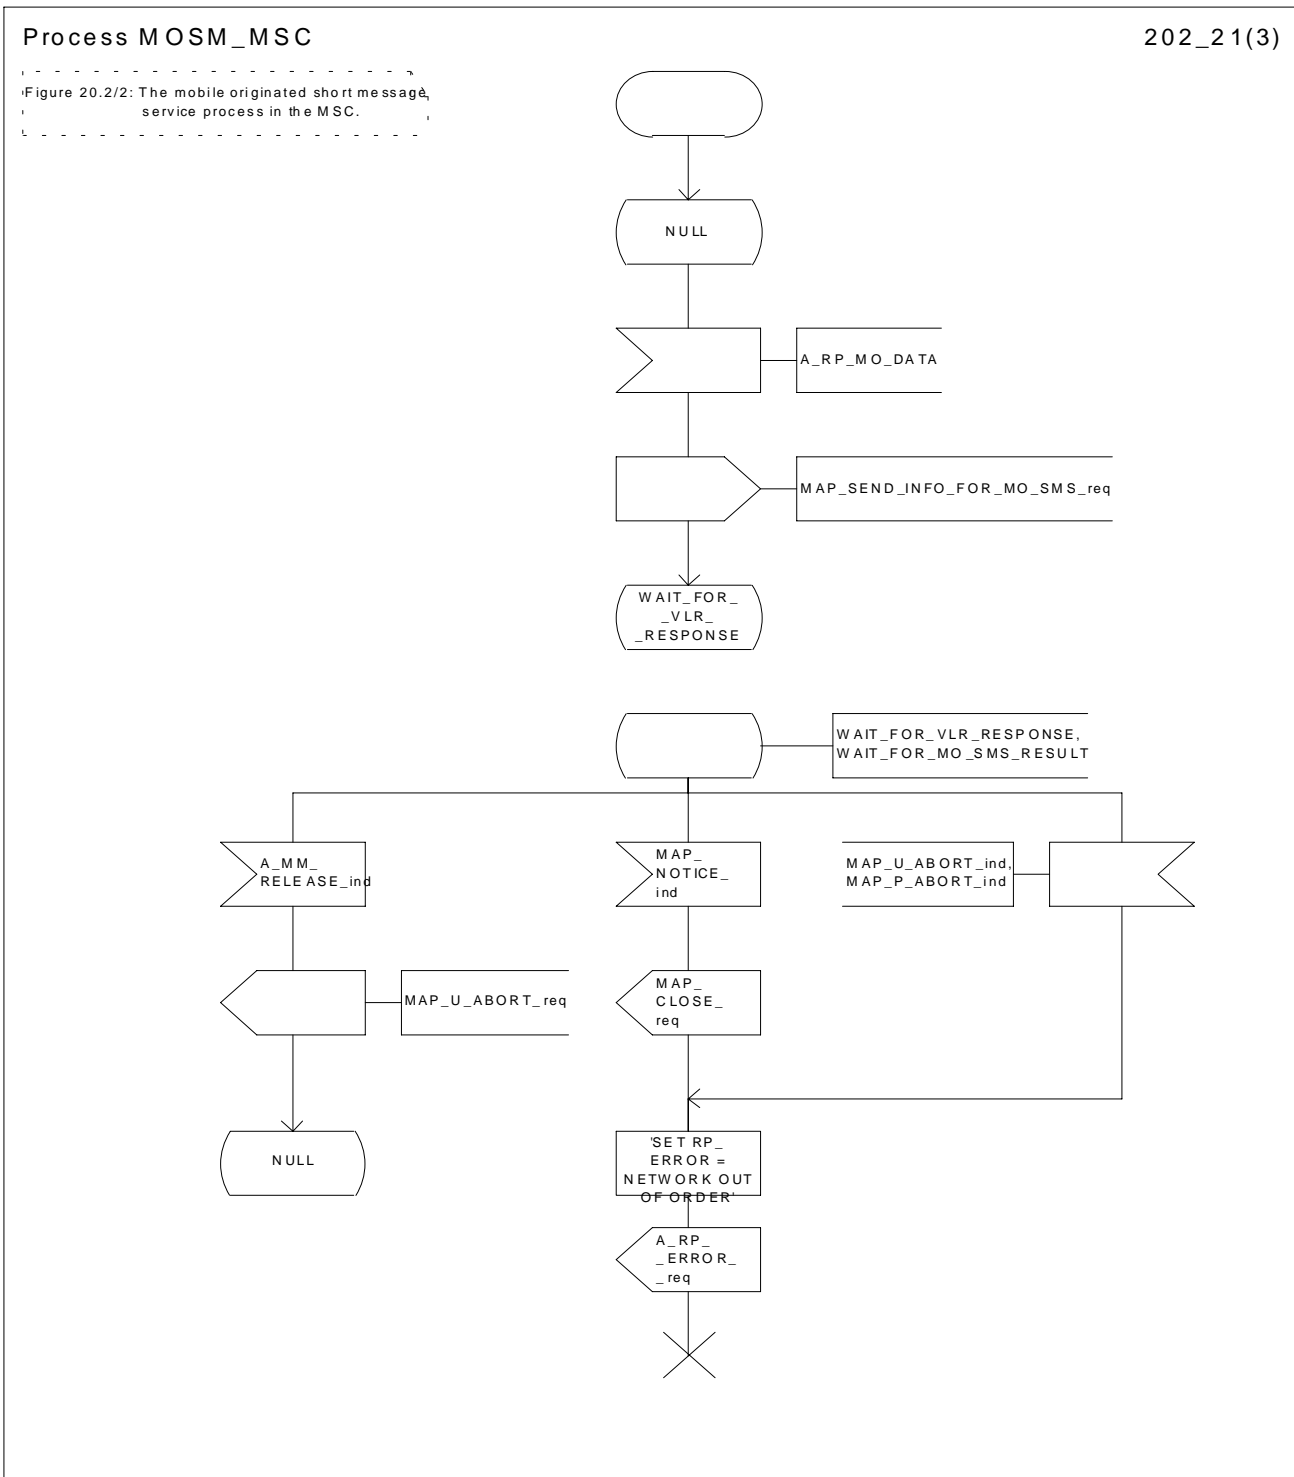 Process MOSM_MSC
202_21(3)
Figure 20.2/2: The mobile originated short message
service process in the MSC.
NULL
A_RP_MO_DATA
MAP_SEND_INFO_FOR_MO_SMS_req
WAIT_FOR_
_VLR_
_RESPONSE
WAIT_FOR_VLR_RESPONSE,
WAIT_FOR_MO_SMS_RESULT
A_MM_
RELEASE_ind
MAP_
NOTICE_
ind
MAP_U_ABORT_ind,
MAP_P_ABORT_ind
MAP_U_ABORT_req
MAP_
CLOSE_
req
NULL
'SET RP_
ERROR =
NETWORK OUT
OF ORDER'
A_RP_
_ERROR_
_req